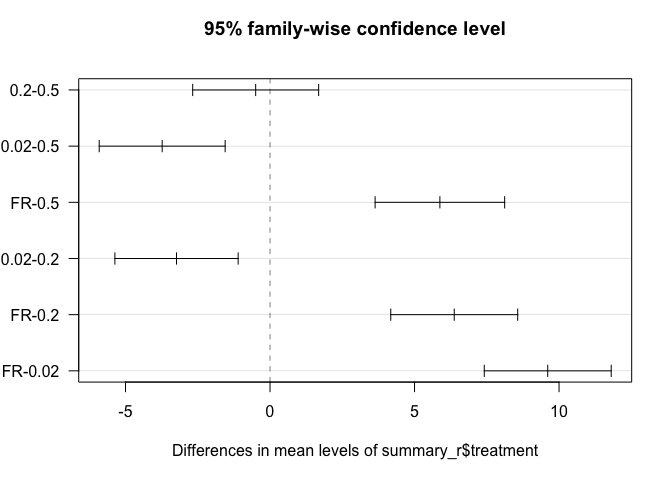 95% family-wise confidence level
0.2-0.5
0.02-0.5
FR-0.5
0.02-0.2
FR-0.2
FR-0.02
-5 0 5 10
Differences in mean levels of summary_r$treatment